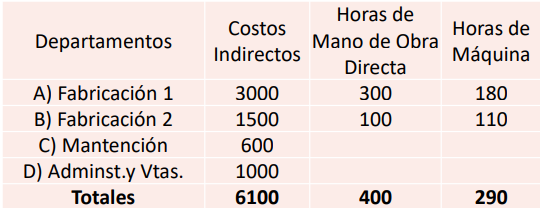 Departamentos Costos Indirectos Horas de Mano de Obra Directa Horas de Máquina
A) Fabricación 1 3000 300 180
B) Fabricación 2 1500 100 110
C) Mantención 600
D) Adminst.y Vtas. 1000
Totales 6100 400 290